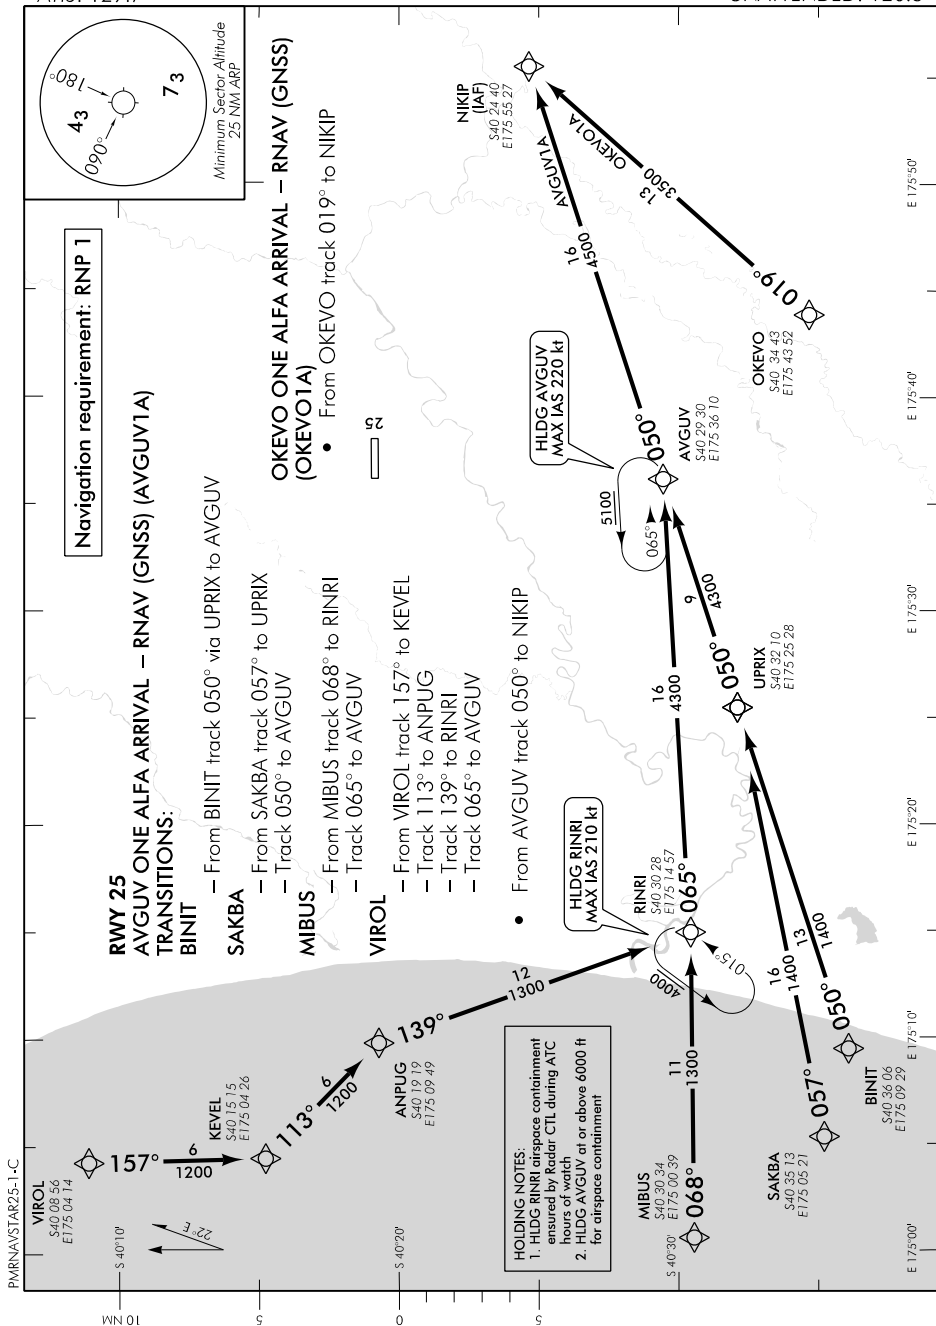 PMRNAVSTAR25-1-C
180°
090°
4 3
7 3
Minimum Sector Altitude
25 NM ARP
Navigation requirement: RNP 1
RWY 25
AVGUV ONE ALFA ARRIVAL – RNAV (GNSS) (AVGUV1A)
TRANSITIONS:
BINIT
– From BINIT track 050° via UPRIX to AVGUV
SAKBA
– From SAKBA track 057° to UPRIX
– Track 050° to AVGUV
MIBUS
– From MIBUS track 068° to RINRI
– Track 065° to AVGUV
VIROL
– From VIROL track 157° to KEVEL
– Track 113° to ANPUG
– Track 139° to RINRI
– Track 065° to AVGUV
• From AVGUV track 050° to NIKIP
OKEVO ONE ALFA ARRIVAL – RNAV (GNSS)
(OKEVO1A)
• From OKEVO track 019° to NIKIP
25
VIROL
S40 08 56
E175 04 14
157°
6
1200
KEVEL
S40 15 15
E175 04 26
113°
6
1200
ANPUG
S40 19 19
E175 09 49
139°
12
1300
HLDG RINRI
MAX IAS 210 kt
RINRI
S40 30 28
E175 14 57
4000
015°
065°
16
4300
MIBUS
S40 30 34
E175 00 39
068°
11
1300
SAKBA
S40 35 13
E175 05 21
057°
16
1400
BINIT
S40 36 06
E175 09 29
050°
13
1400
UPRIX
S40 32 10
E175 25 28
050°
9
4300
HLDG AVGUV
MAX IAS 220 kt
5100
065°
AVGUV
S40 29 30
E175 36 10
050°
16
4500
AVGUV1A
NIKIP
(IAF)
S40 24 40
E175 55 27
OKEVO1A
13
3500
019°
OKEVO
S40 34 43
E175 43 52
HOLDING NOTES:
1. HLDG RINRI airspace containment
ensured by Radar CTL during ATC
hours of watch
2. HLDG AVGUV at or above 6000 ft
for airspace containment
22°E
S 40°10'
S 40°20'
S 40°30'
E 175°00'
E 175°10'
E 175°20'
E 175°30'
E 175°40'
E 175°50'
10 NM
5
0
5